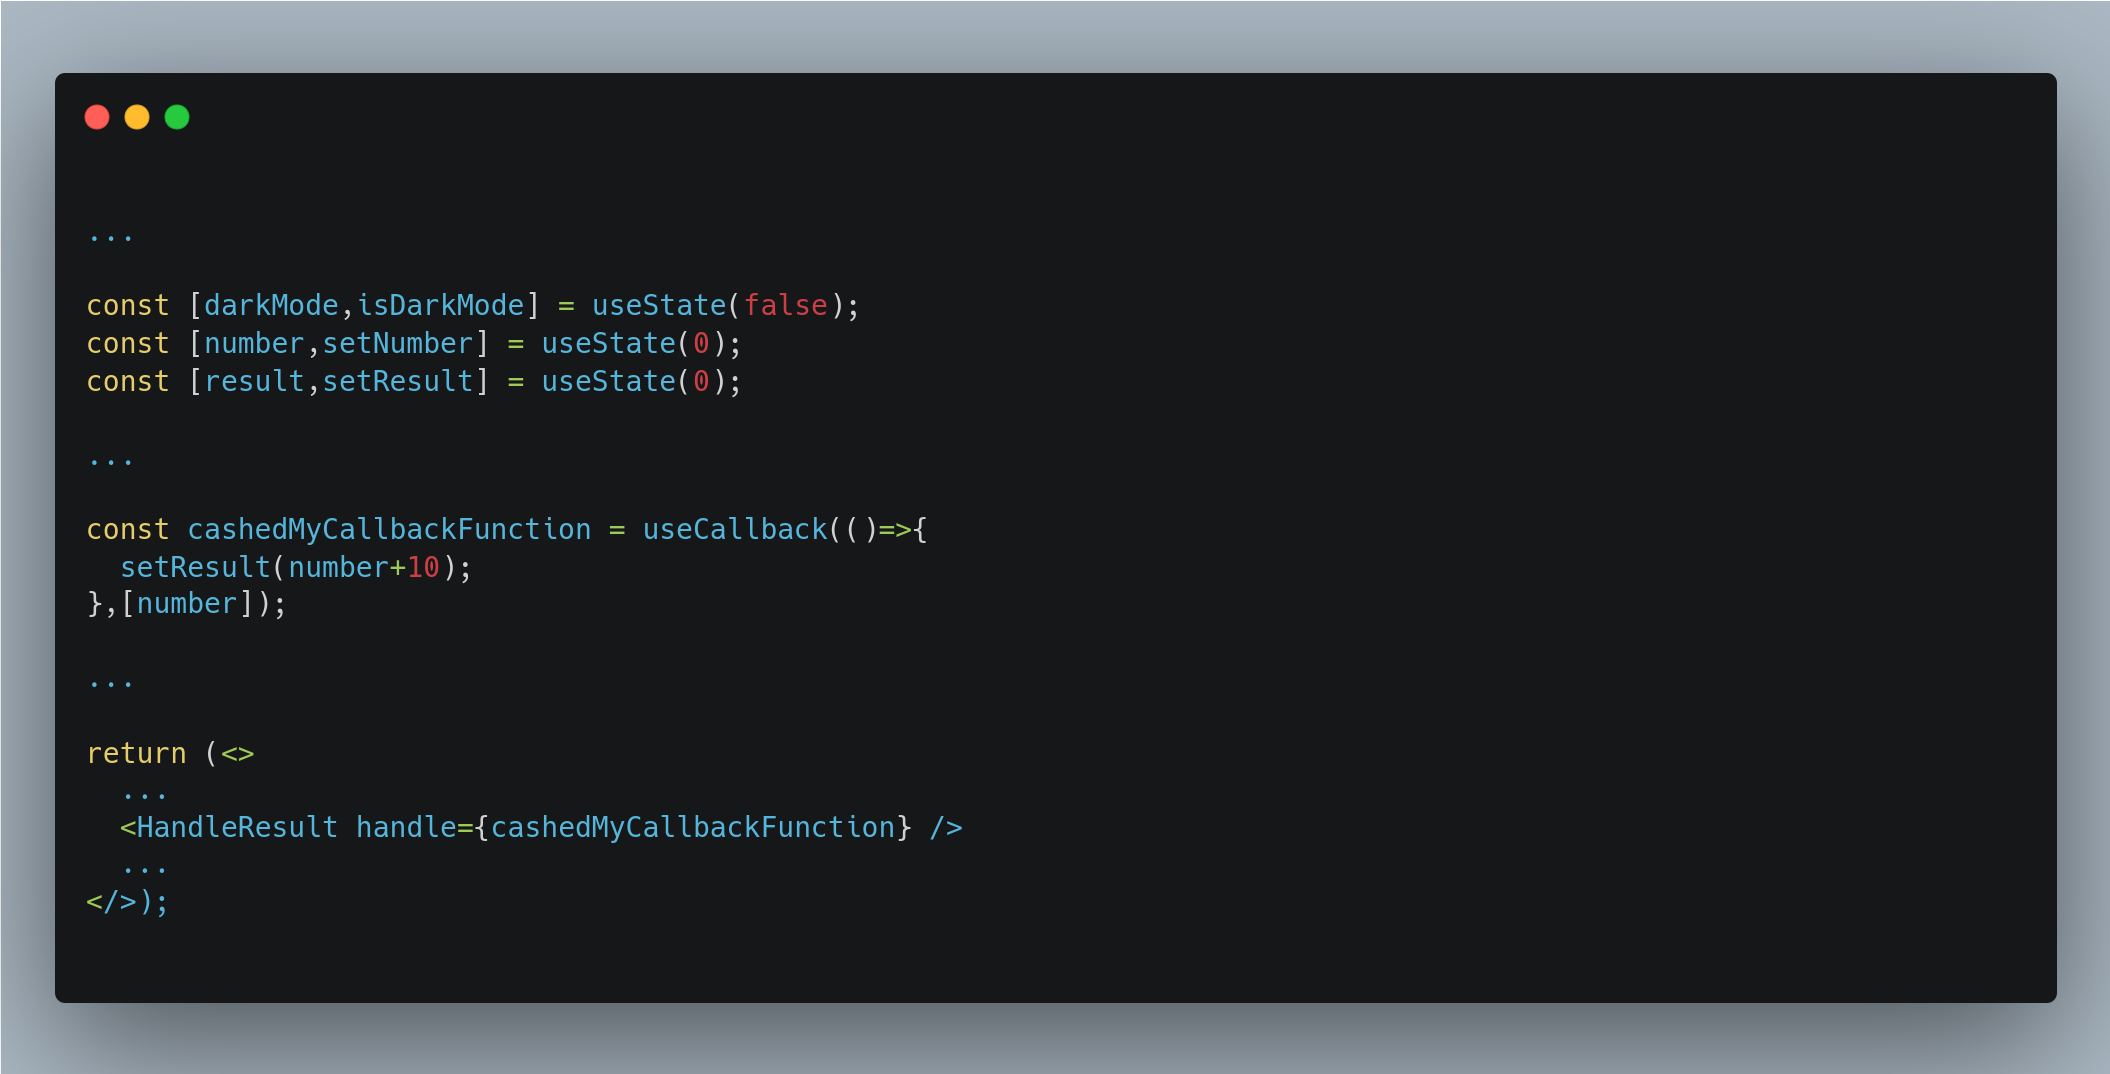 ...
const [darkMode,isDarkMode] = useState(false);
const [number,setNumber] = useState(0);
const [result,setResult] = useState(0);
...
const cashedMyCallbackFunction = useCallback(()=>{
  setResult(number+10);
},[number]);
...
return (<>
  ...
  <HandleResult handle={cashedMyCallbackFunction} />
  ...
</>);